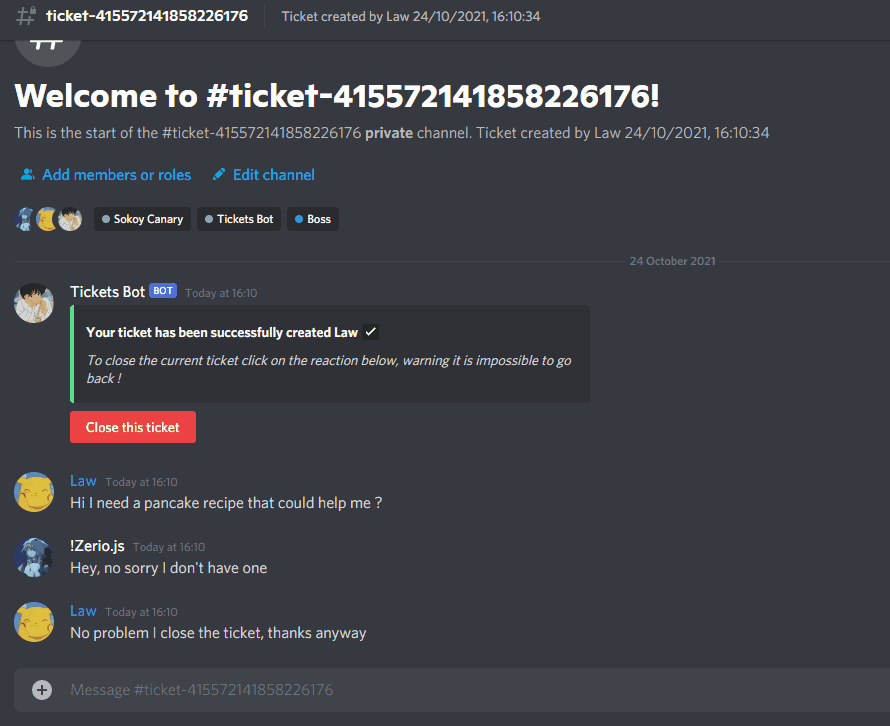 ticket-415572141858226176 Ticket created by Law 24/10/2021, 16:10:34
Welcome to #ticket-415572141858226176!
This is the start of the #ticket-415572141858226176 private channel. Ticket created by Law 24/10/2021, 16:10:34
Add members or roles Edit channel
Sokoy Canary Tickets Bot Boss
24 October 2021
Tickets Bot BOT Today at 16:10
Your ticket has been successfully created Law ✓
To close the current ticket click on the reaction below, warning it is impossible to go
back !
Close this ticket
Law Today at 16:10
Hi I need a pancake recipe that could help me ?
!Zerio.js Today at 16:10
Hey, no sorry I don't have one
Law Today at 16:10
No problem I close the ticket, thanks anyway
Message #ticket-415572141858226176